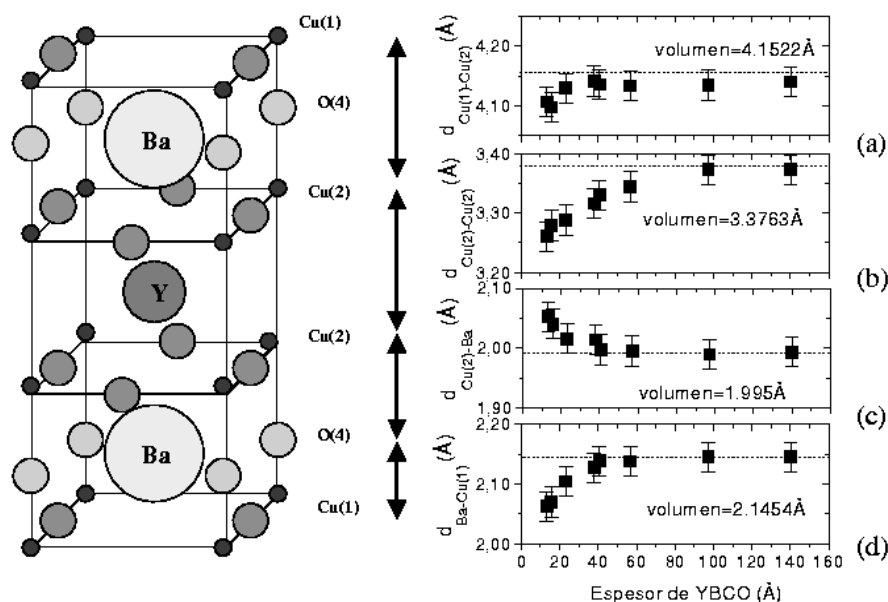 Cu(1)
O(4)
Ba
Cu(2)
Y
Cu(2)
O(4)
Ba
Cu(1)
d Cu(1)-Cu(2) (Å)
4,20
4,10
volumen=4.1522Å
(a)
d Cu(2)-Cu(2) (Å)
3,40
3,30
3,20
volumen=3.3763Å
(b)
d Cu(2)-Ba (Å)
2,10
2,00
1,90
volumen=1.995Å
(c)
d Ba-Cu(1) (Å)
2,20
2,10
2,00
volumen=2.1454Å
(d)
0 20 40 60 80 100 120 140 160
Espesor de YBCO (Å)